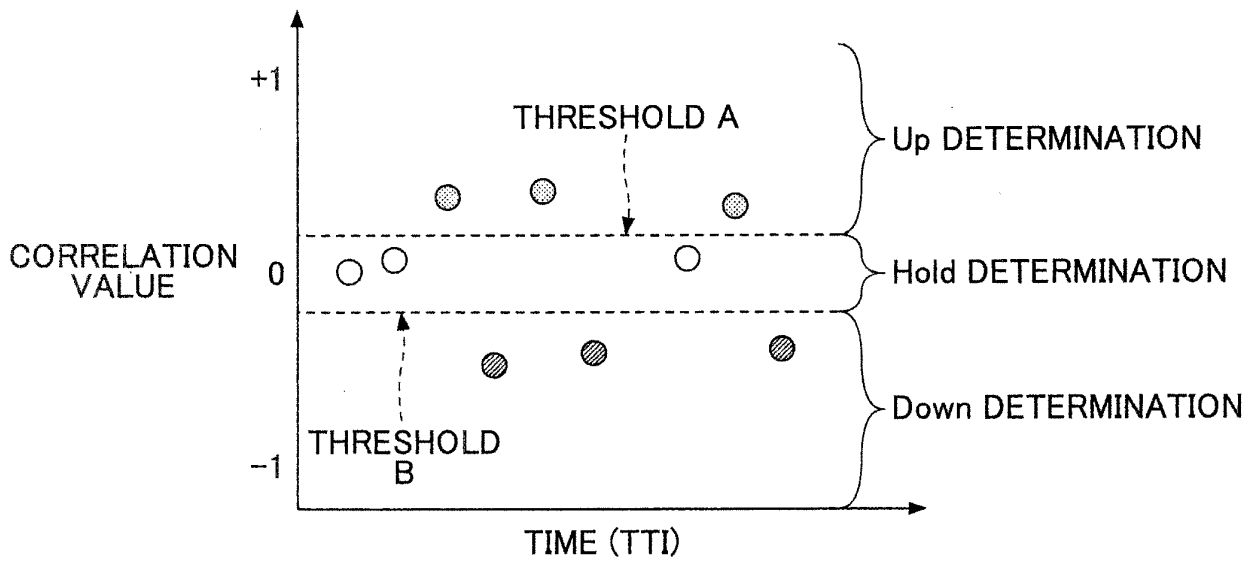 +1
THRESHOLD A
Up DETERMINATION
CORRELATION
VALUE
0
Hold DETERMINATION
Down DETERMINATION
THRESHOLD
B
-1
TIME (TTI)